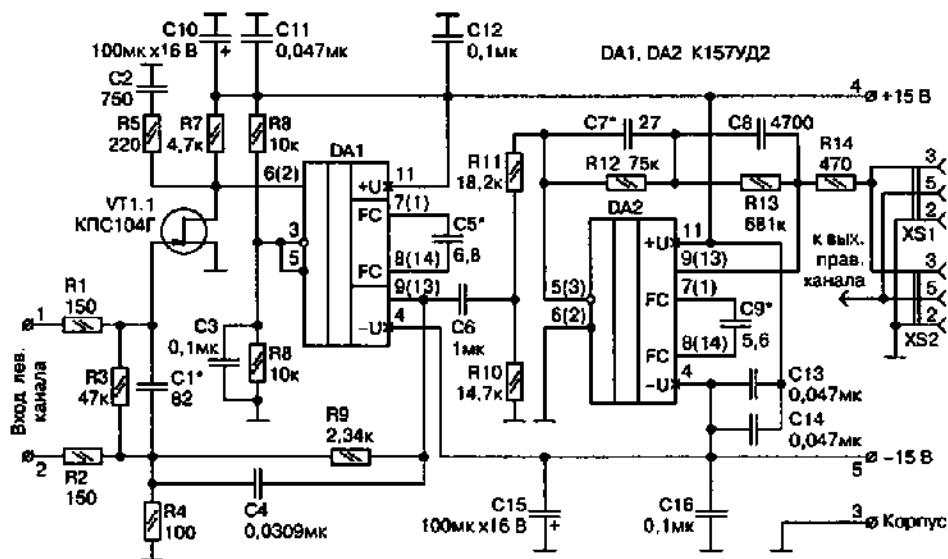 C10
100мк x16 В
+
C11
0,047мк
C12
0,1мк
DA1, DA2 К157УД2
C2
750
4
+15 В
R5
220
R7
4,7к
R8
10к
C7* 27
C8 4700
R14
470
6(2)
DA1
R11
18,2к
R12 75к
R13
681к
3
5
2
XS1
VT1.1
КПС104Г
+U
11
FC
7(1)
C5*
6,8
FC
8(14)
9(13)
-U
4
3
5
DA2
+U
11
9(13)
5(3)
6(2)
FC
7(1)
C9*
5,6
FC
8(14)
-U
4
к вых.
прав.
канала
3
5
2
XS2
R1
150
1
Вход лев.
канала
R3
47к
C1*
82
C3
0,1мк
R8
10к
C6
1мк
R10
14,7к
C13
0,047мк
C14
0,047мк
R9
2,34к
2
R2
150
-15 В
5
R4
100
C4
0,0309мк
C15
100мк x16 В
+
C16
0,1мк
3
Корпус